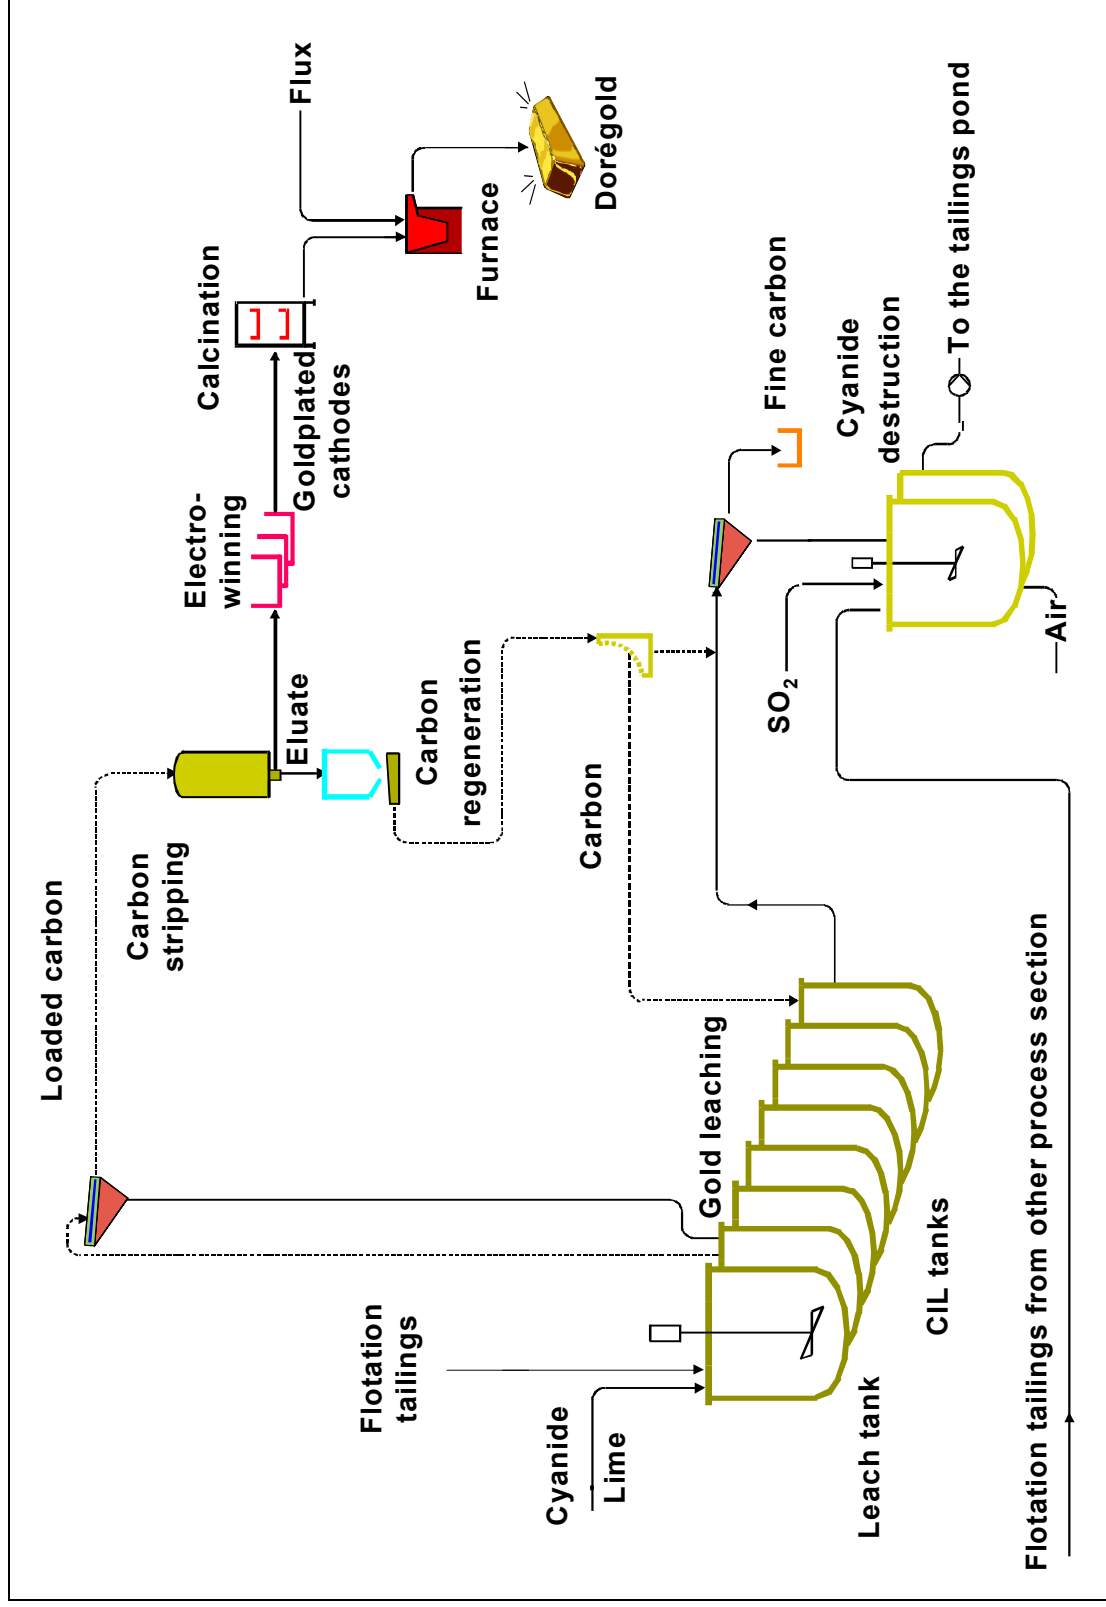 Loaded carbon
Carbon
stripping
Electro-
winning
Calcination
Flux
Eluate
Goldplated
cathodes
Furnace
Dorégold
Flotation
tailings
Carbon
regeneration
Cyanide
Lime
Carbon
Gold leaching
SO2
Fine carbon
Cyanide
destruction
Leach tank
CIL tanks
To the tailings pond
Air
Flotation tailings from other process section